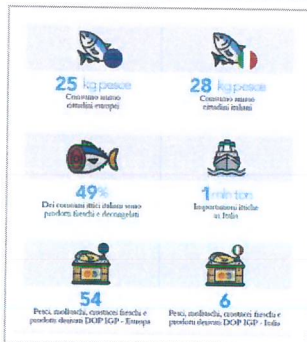 25 kg pesce
Consumo annuo
cittadini europei
28 kg pesce
Consumo annuo
cittadini italiani
49%
Dei consumi ittici italiani sono
prodotti freschi e decongelati
1 mln ton
Importazioni ittiche
in Italia
54
Pesci, molluschi, crostacei freschi e
prodotti derivati DOP IGP - Europa
6
Pesci, molluschi, crostacei freschi e
prodotti derivati DOP IGP - Italia